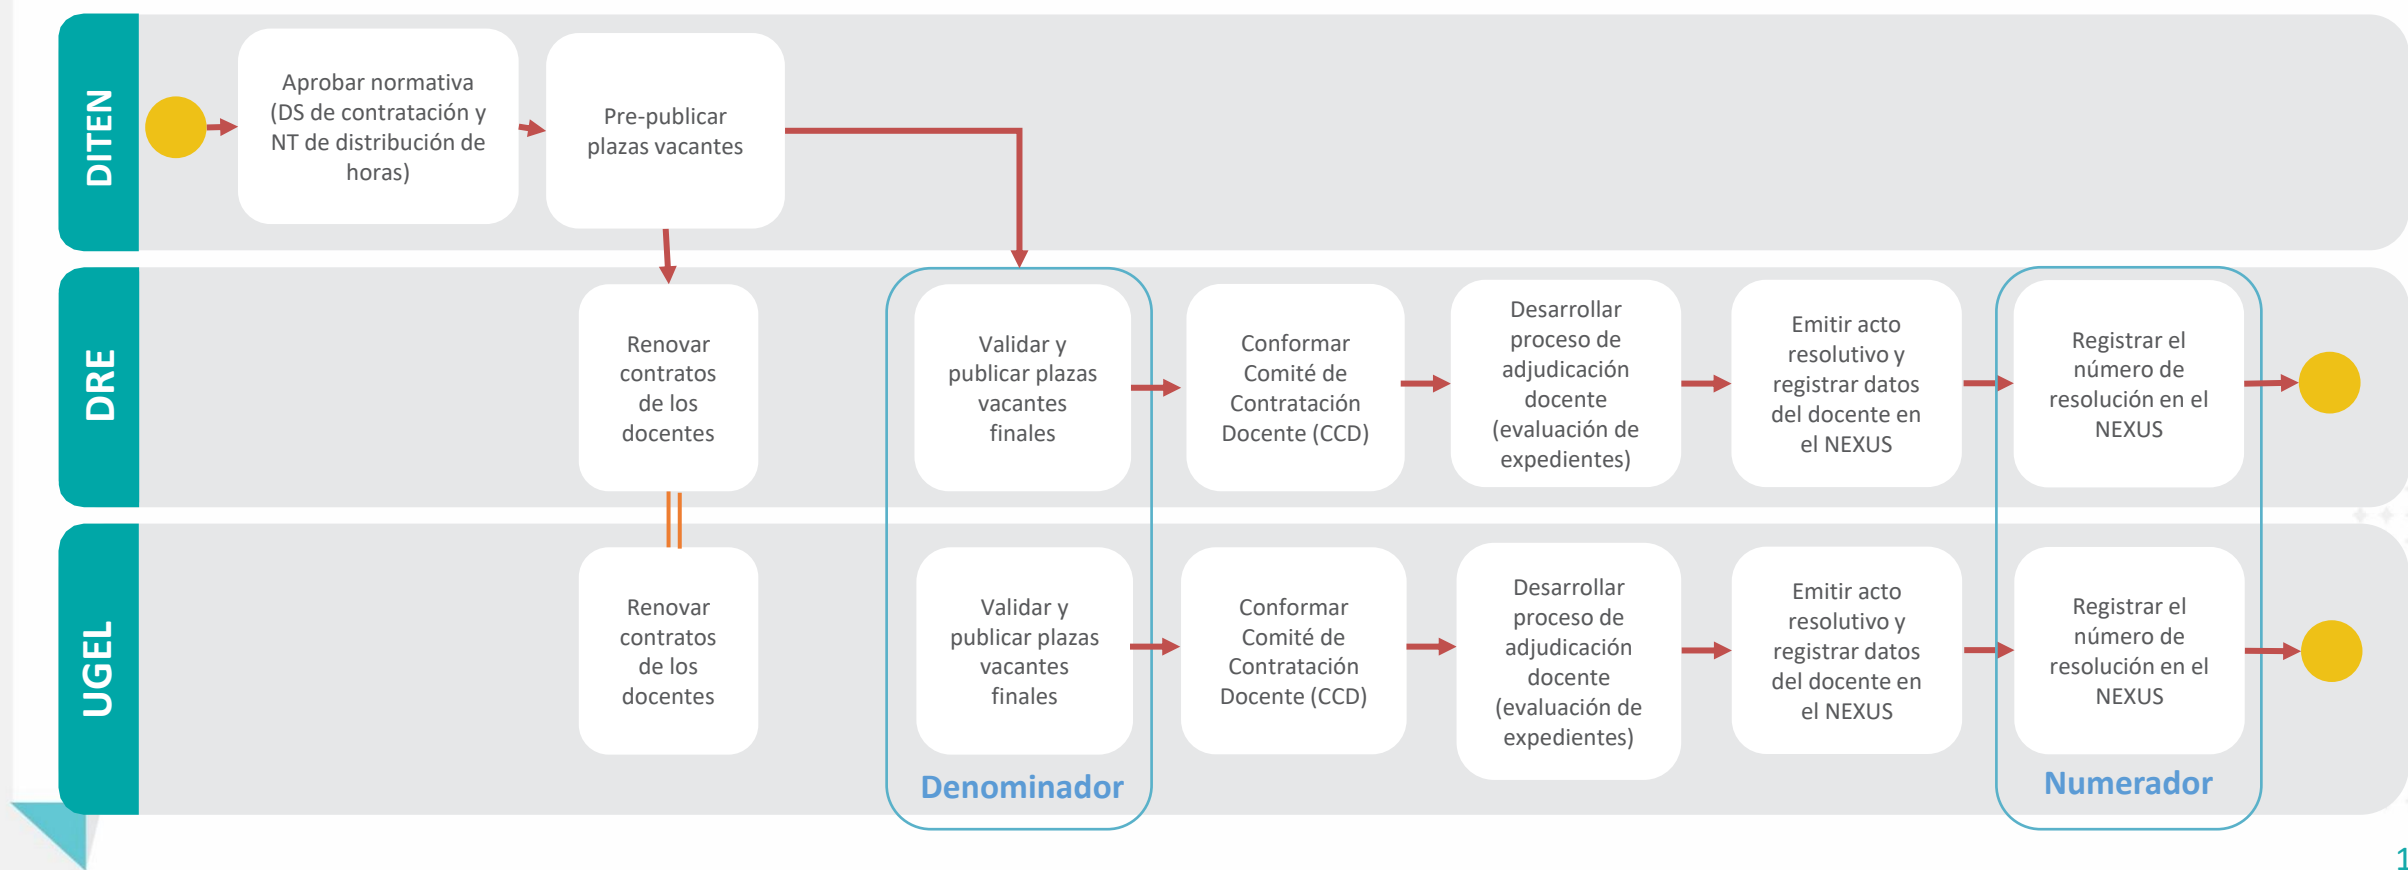 DITEN
Aprobar normativa
(DS de contratación y
NT de distribución de
horas)
Pre-publicar
plazas vacantes
DRE
Renovar
contratos
de los
docentes
Validar y
publicar plazas
vacantes
finales
Conformar
Comité de
Contratación
Docente (CCD)
Desarrollar
proceso de
adjudicación
docente
(evaluación de
expedientes)
Emitir acto
resolutivo y
registrar datos
del docente en
el NEXUS
Registrar el
número de
resolución en el
NEXUS
UGEL
Renovar
contratos
de los
docentes
Validar y
publicar plazas
vacantes
finales
Conformar
Comité de
Contratación
Docente (CCD)
Desarrollar
proceso de
adjudicación
docente
(evaluación de
expedientes)
Emitir acto
resolutivo y
registrar datos
del docente en
el NEXUS
Registrar el
número de
resolución en el
NEXUS
Denominador
Numerador
1